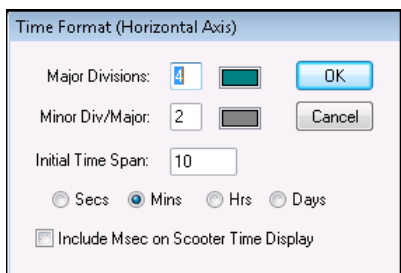 Time Format (Horizontal Axis)
Major Divisions: 4 OK
Minor Div/Major: 2 Cancel
Initial Time Span: 10
Secs Mins Hrs Days
Include Msec on Scooter Time Display